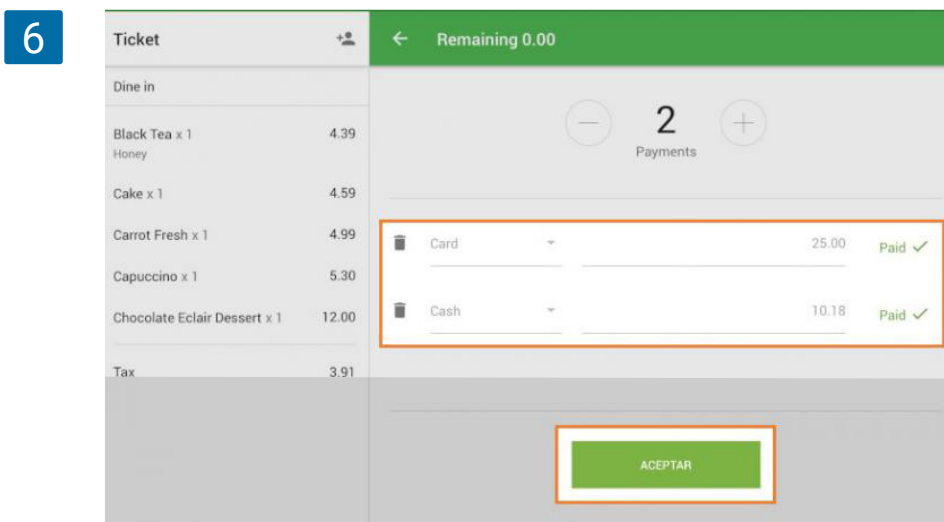 6
Ticket
Remaining 0.00
Dine in
Black Tea x 1 4.39
Honey
Cake x 1 4.59
Carrot Fresh x 1 4.99
Capuccino x 1 5.30
Chocolate Eclair Dessert x 1 12.00
Tax 3.91
2
Payments
Card 25.00 Paid
Cash 10.18 Paid
ACEPTAR